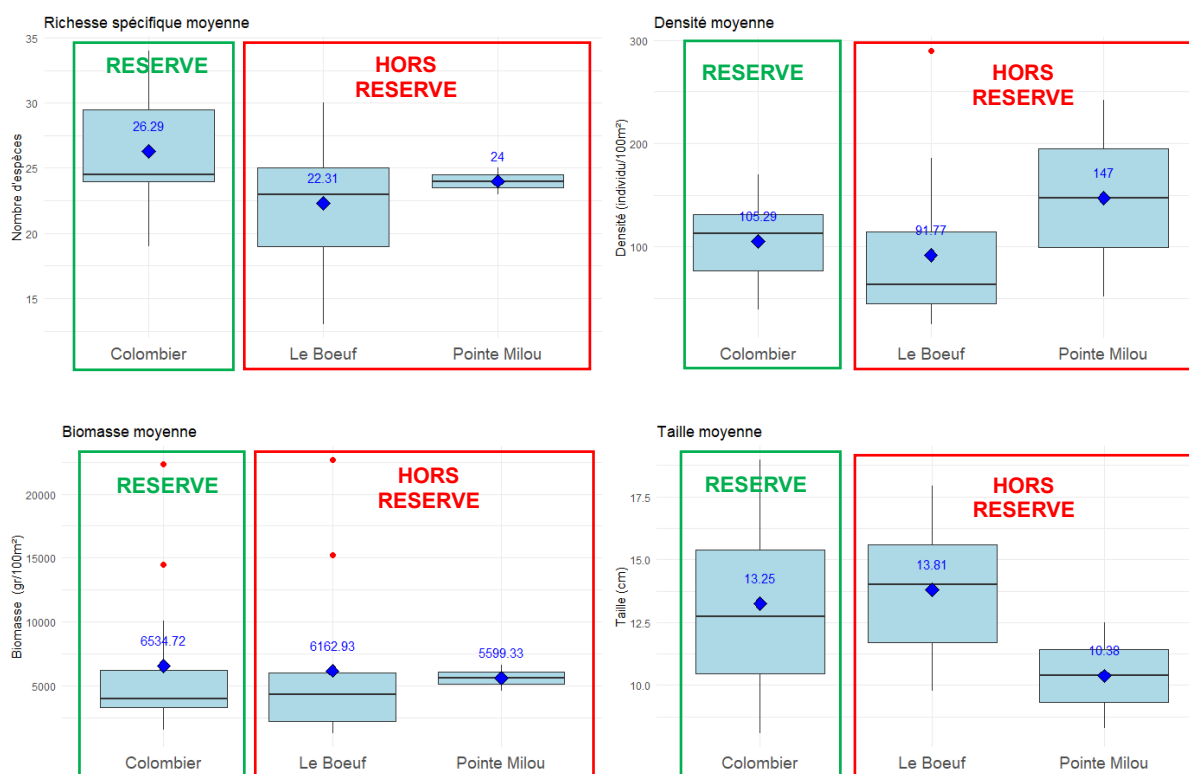 Richesse spécifique moyenne
35
30
25
20
15
Nombre d'espèces
RESERVE
HORS
RESERVE
26.29
22.31
24
Colombier
Le Boeuf
Pointe Milou
Densité moyenne
300
200
100
Densité (individu/100m²)
RESERVE
HORS
RESERVE
105.29
91.77
147
Colombier
Le Boeuf
Pointe Milou
Biomasse moyenne
20000
15000
10000
5000
Biomasse (gr/100m²)
RESERVE
HORS
RESERVE
6534.72
6162.93
5599.33
Colombier
Le Boeuf
Pointe Milou
Taille moyenne
17.5
15.0
12.5
10.0
Taille (cm)
RESERVE
HORS
RESERVE
13.25
13.81
10.38
Colombier
Le Boeuf
Pointe Milou